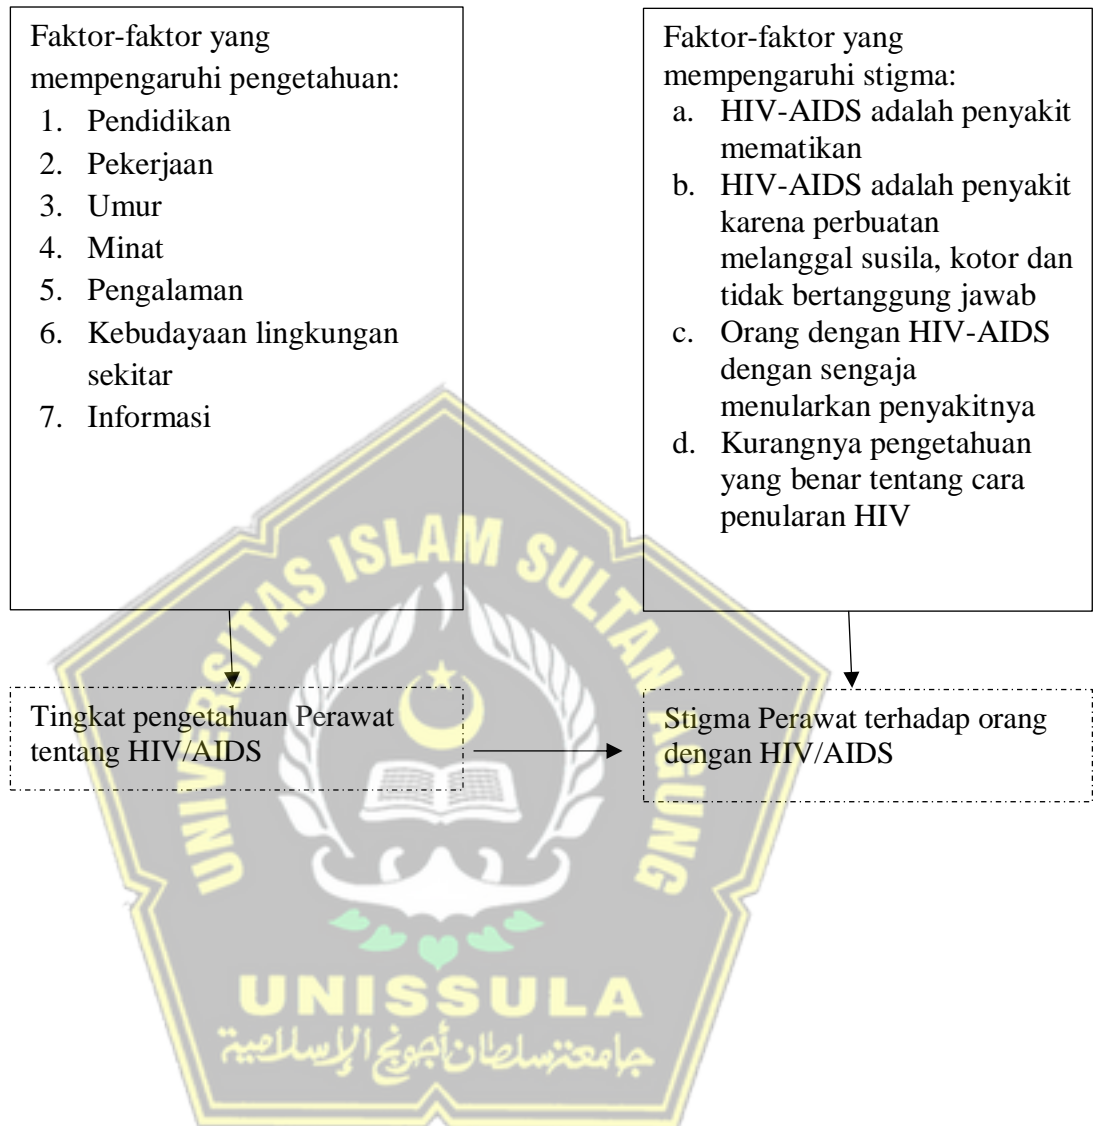 Faktor-faktor yang
mempengaruhi pengetahuan:
1. Pendidikan
2. Pekerjaan
3. Umur
4. Minat
5. Pengalaman
6. Kebudayaan lingkungan
sekitar
7. Informasi
Faktor-faktor yang
mempengaruhi stigma:
a. HIV-AIDS adalah penyakit
mematikan
b. HIV-AIDS adalah penyakit
karena perbuatan
melanggal susila, kotor dan
tidak bertanggung jawab
c. Orang dengan HIV-AIDS
dengan sengaja
menularkan penyakitnya
d. Kurangnya pengetahuan
yang benar tentang cara
penularan HIV
Tingkat pengetahuan Perawat
tentang HIV/AIDS
Stigma Perawat terhadap orang
dengan HIV/AIDS
UNIVERSITAS ISLAM SULTAN AGUNG
UNISSULA
جامعة سلطان أجونج الإسلامية